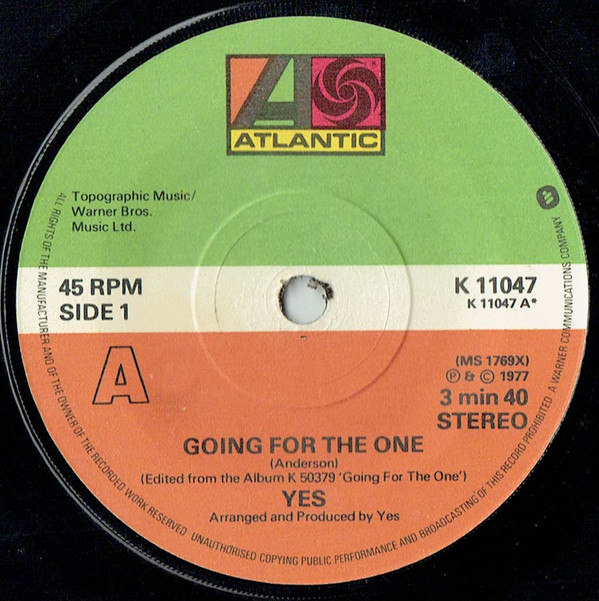 ATLANTIC
Topographic Music/
Warner Bros.
Music Ltd.
45 RPM
SIDE 1
K 11047
K 11047 A*
A
(MS 1769X)
℗ & © 1977
3 min 40
STEREO
GOING FOR THE ONE
(Anderson)
(Edited from the Album K 50379 'Going For The One')
YES
Arranged and Produced by Yes
ALL RIGHTS OF THE MANUFACTURER AND OF THE OWNER OF THE RECORDED WORK RESERVED UNAUTHORISED COPYING PUBLIC PERFORMANCE AND BROADCASTING OF THIS RECORD PROHIBITED A WARNER COMMUNICATIONS COMPANY